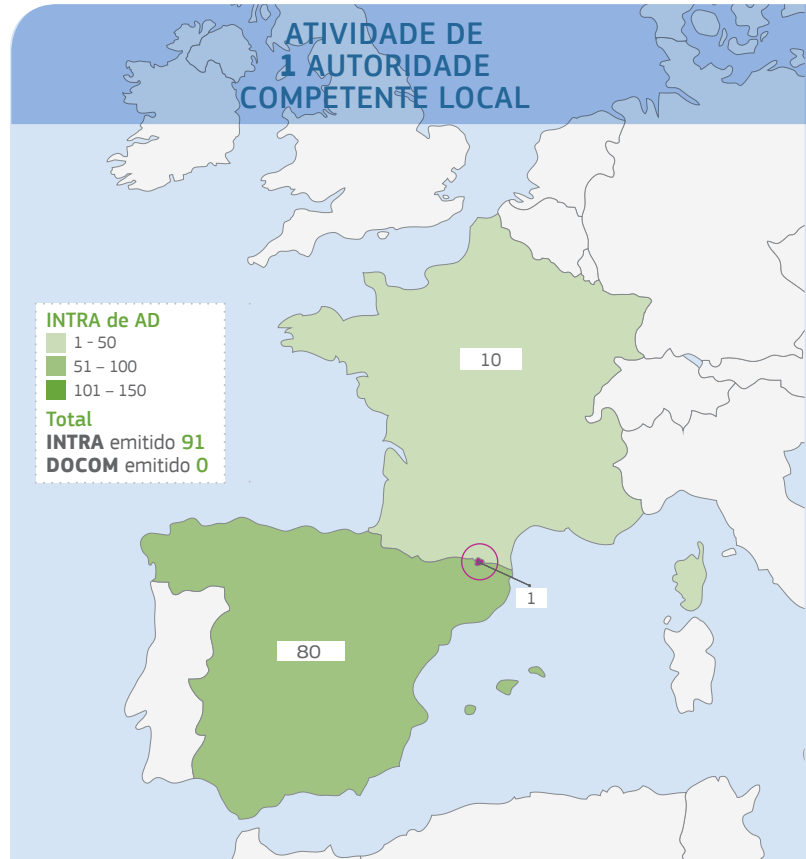 ATIVIDADE DE
1 AUTORIDADE
COMPETENTE LOCAL
INTRA de AD
1 - 50
51 – 100
101 – 150
Total
INTRA emitido 91
DOCOM emitido 0
10
1
80